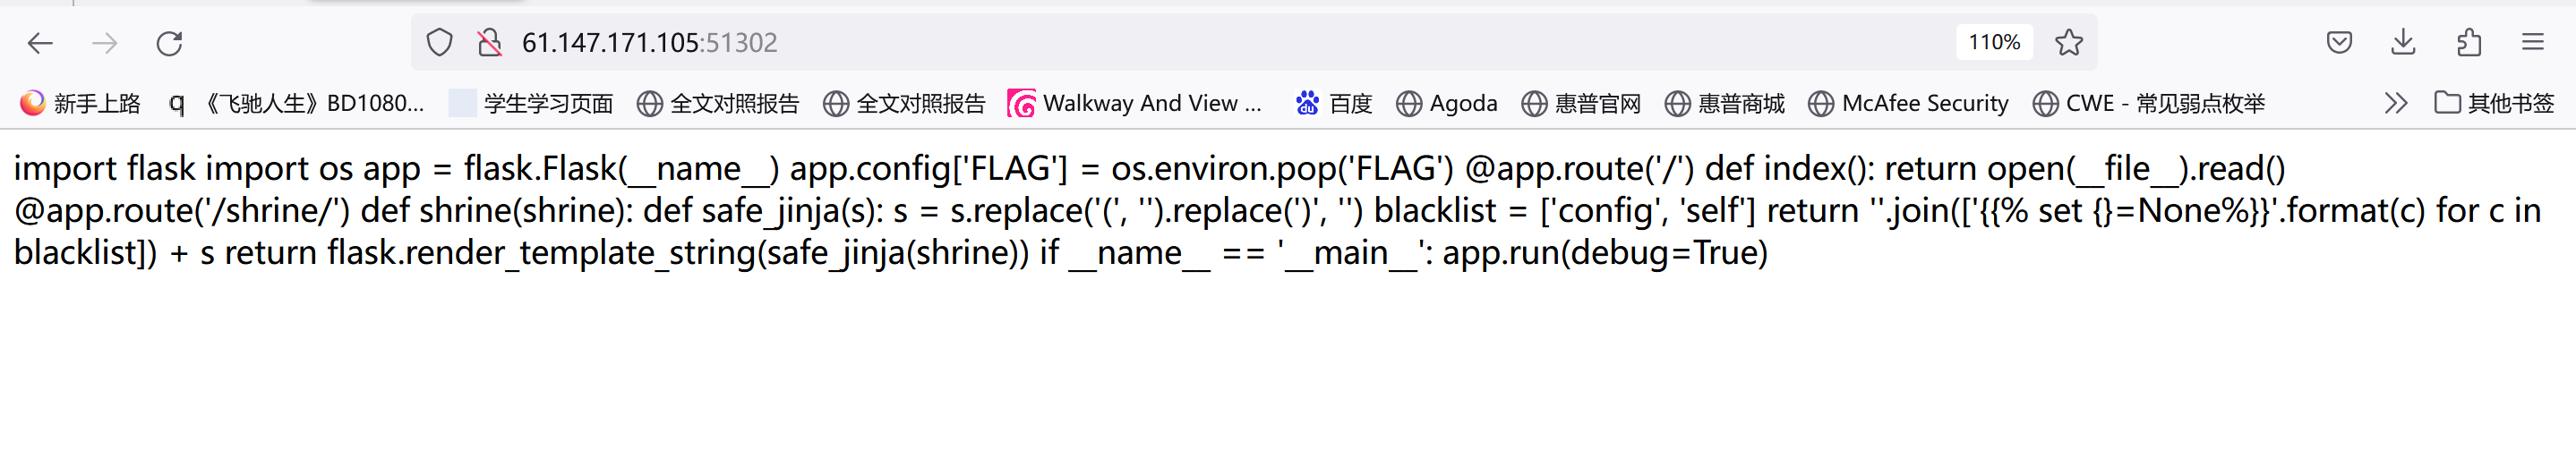 61.147.171.105:51302
110%
新手上路 q 《飞驰人生》BD1080... 学生学习页面 全文对照报告 全文对照报告 Walkway And View ... du 百度 Agoda 惠普官网 惠普商城 McAfee Security CWE - 常见弱点枚举 其他书签
import flask import os app = flask.Flask(__name__) app.config['FLAG'] = os.environ.pop('FLAG') @app.route('/') def index(): return open(__file__).read()
@app.route('/shrine/') def shrine(shrine): def safe_jinja(s): s = s.replace('(', '').replace(')', '') blacklist = ['config', 'self'] return ''.join(['{{% set {}=None%}}'.format(c) for c in
blacklist]) + s return flask.render_template_string(safe_jinja(shrine)) if __name__ == '__main__': app.run(debug=True)